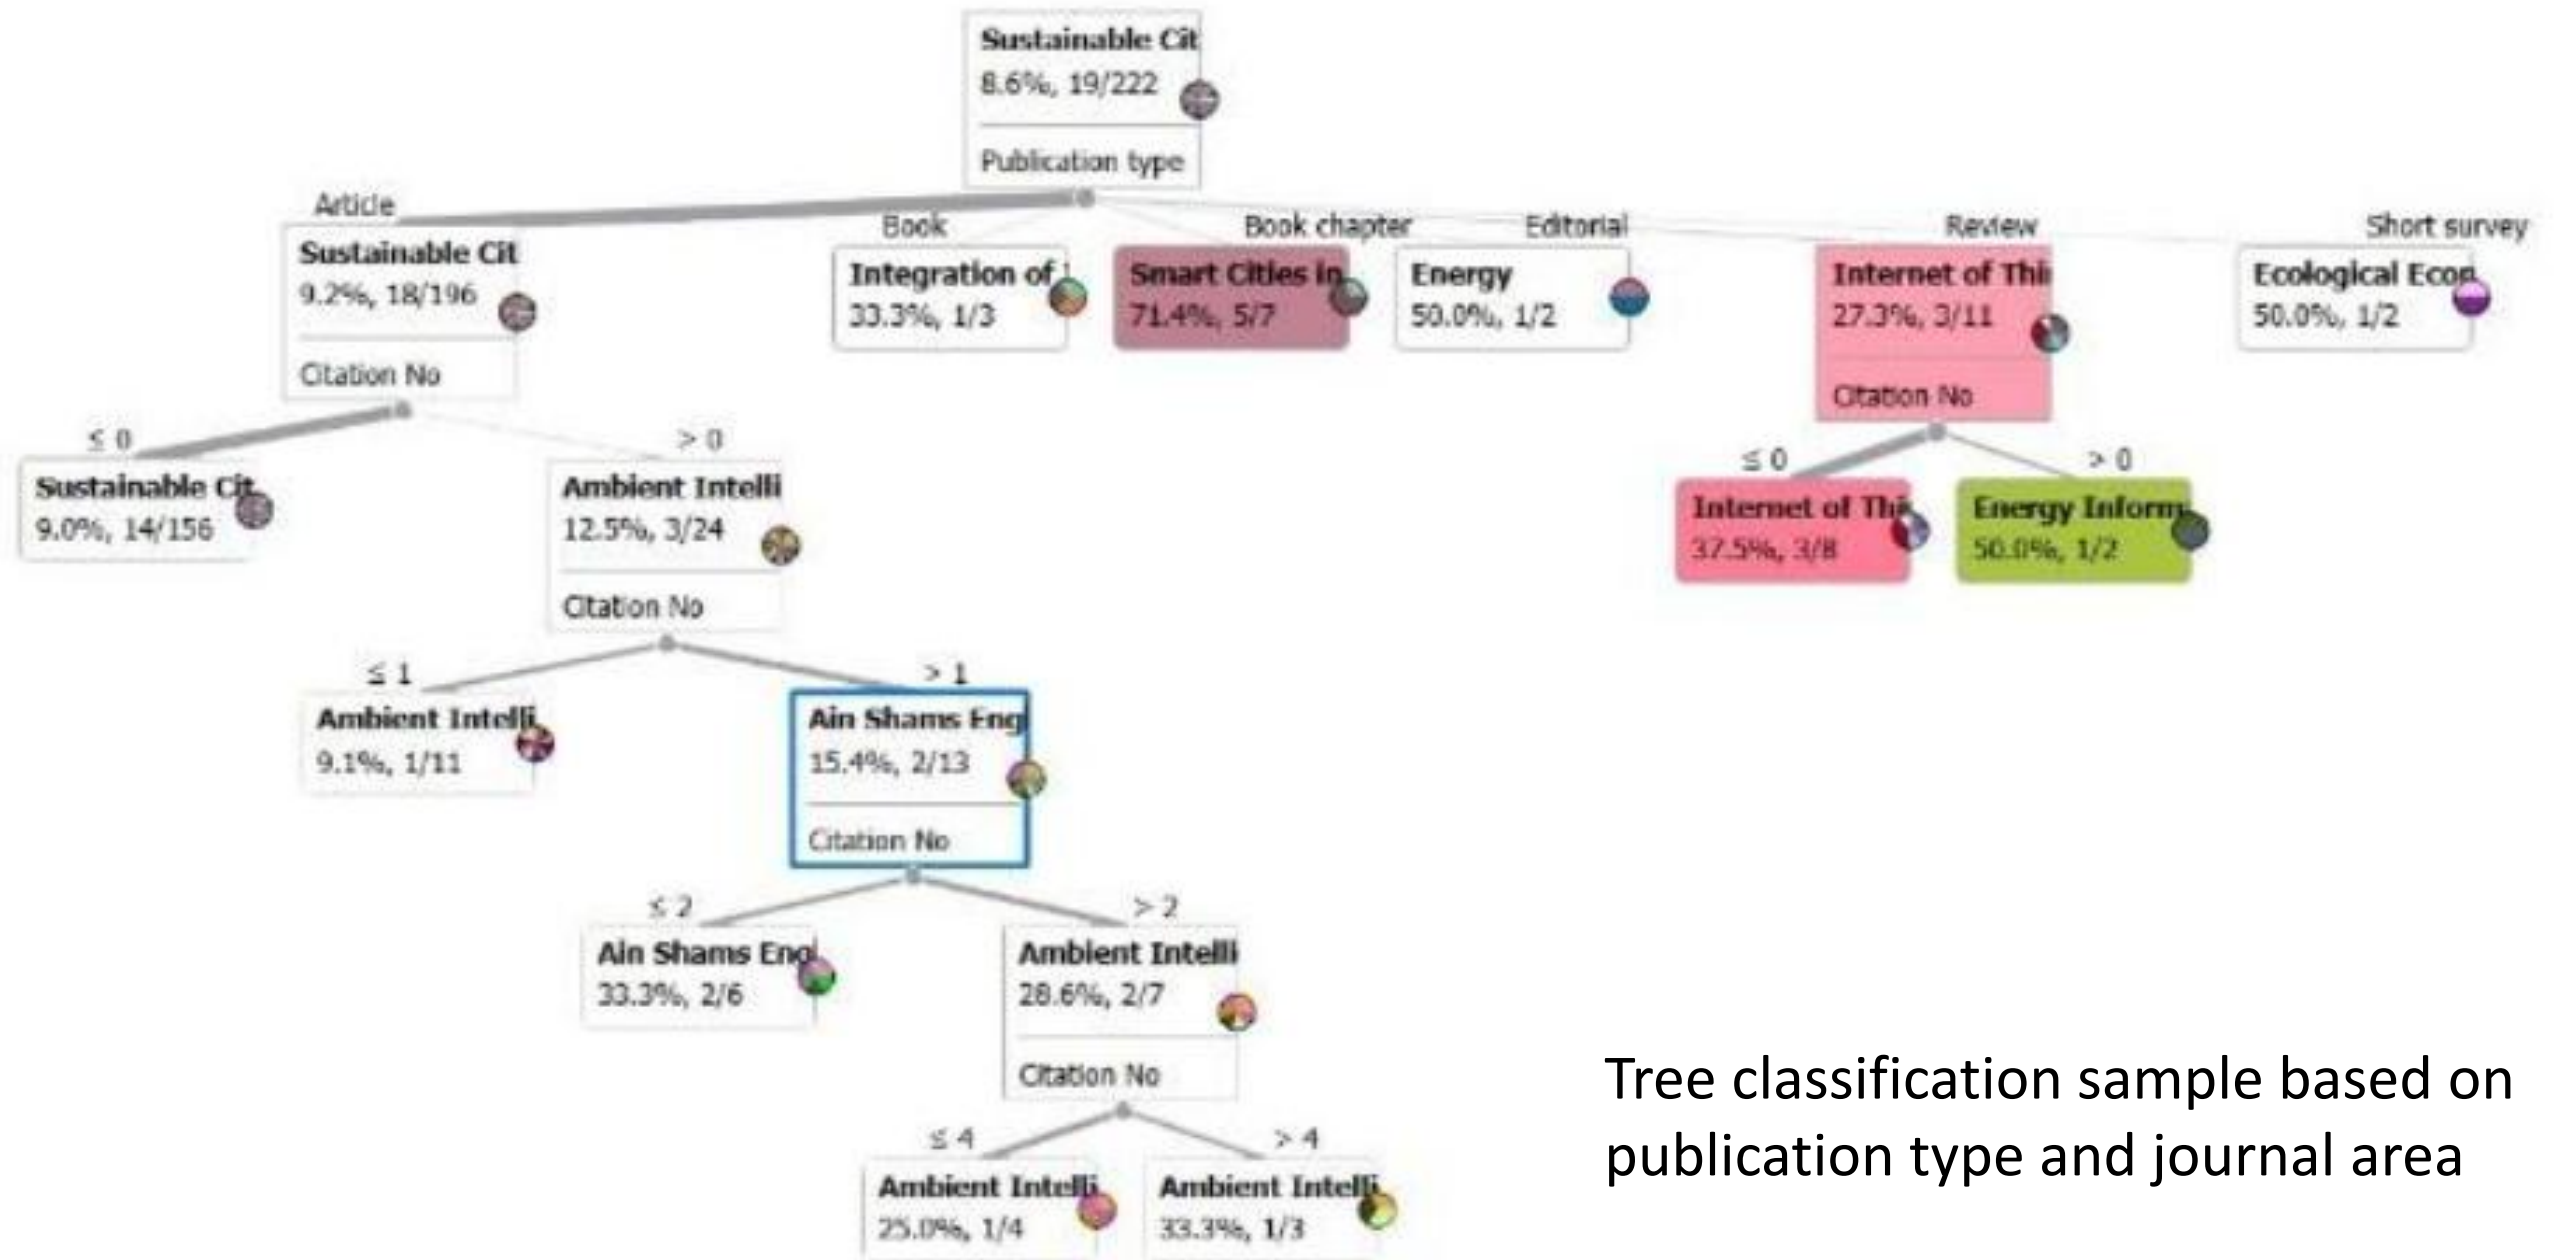 Sustainable Cit
8.6%, 19/222
Publication type
Article
Book
Book chapter
Editorial
Review
Short survey
Sustainable Cit
9.2%, 18/196
Citation No
Integration of
33.3%, 1/3
Smart Cities in
71.4%, 5/7
Energy
50.0%, 1/2
Internet of Thi
27.3%, 3/11
Citation No
Ecological Econ
50.0%, 1/2
≤ 0
> 0
≤ 0
> 0
Sustainable Cit
9.0%, 14/156
Ambient Intelli
12.5%, 3/24
Citation No
Internet of Thi
37.5%, 3/8
Energy Inform
50.0%, 1/2
≤ 1
> 1
Ambient Intelli
9.1%, 1/11
Ain Shams Eng
15.4%, 2/13
Citation No
≤ 2
> 2
Ain Shams Eng
33.3%, 2/6
Ambient Intelli
28.6%, 2/7
Citation No
≤ 4
> 4
Ambient Intelli
25.0%, 1/4
Ambient Intelli
33.3%, 1/3
Tree classification sample based on
publication type and journal area